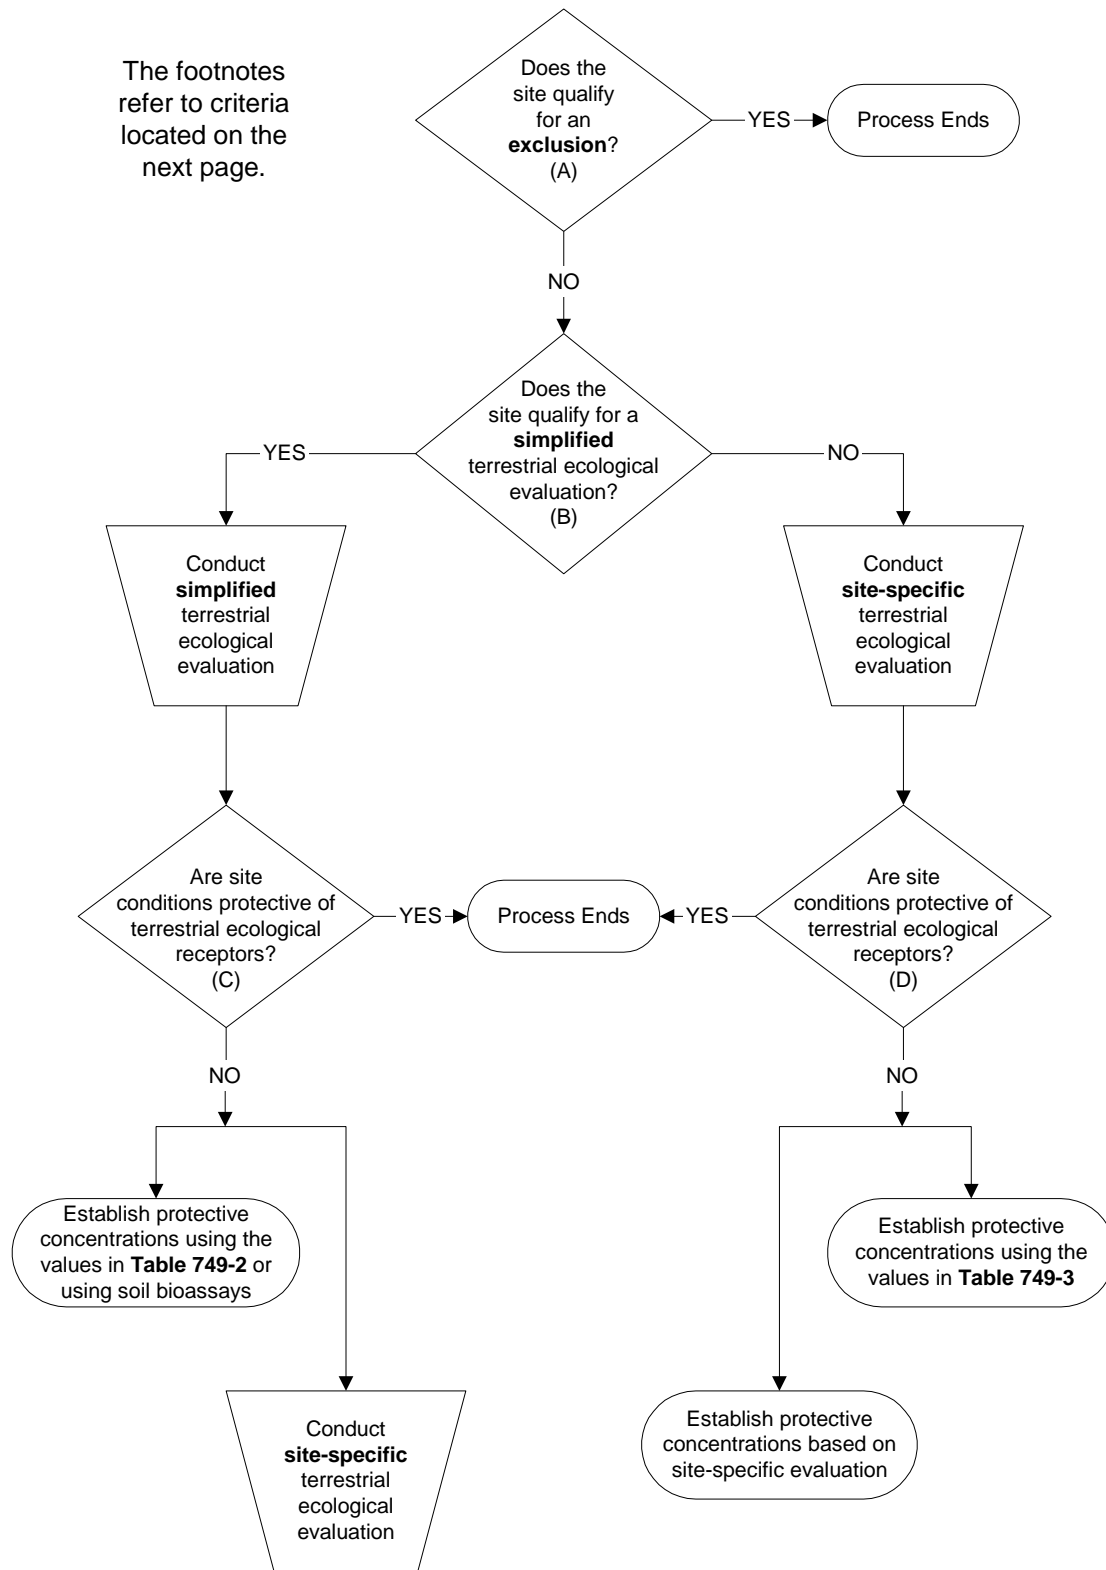 The footnotes
refer to criteria
located on the
next page.
Does the
site qualify
for an
exclusion?
(A)
YES
Process Ends
NO
Does the
site qualify for a
simplified
terrestrial ecological
evaluation?
(B)
YES
NO
Conduct
simplified
terrestrial
ecological
evaluation
Conduct
site-specific
terrestrial
ecological
evaluation
Are site
conditions protective of
terrestrial ecological
receptors?
(C)
YES
Process Ends
YES
Are site
conditions protective of
terrestrial ecological
receptors?
(D)
NO
NO
Establish protective
concentrations using the
values in Table 749-2 or
using soil bioassays
Establish protective
concentrations using the
values in Table 749-3
Conduct
site-specific
terrestrial
ecological
evaluation
Establish protective
concentrations based on
site-specific evaluation